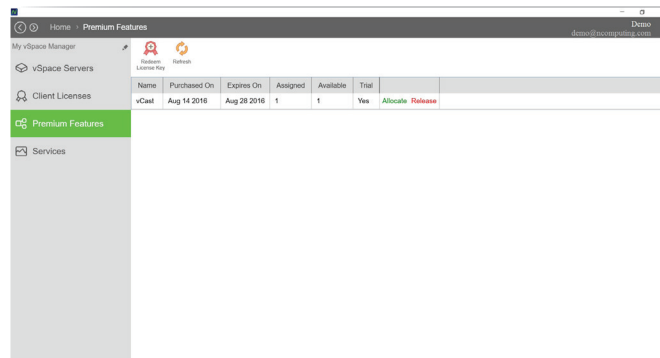 Home › Premium Features
Demo
demo@ncomputing.com
My vSpace Manager
vSpace Servers
Client Licenses
Premium Features
Services
Redeem
License Key
Refresh
Name Purchased On Expires On Assigned Available Trial
vCast Aug 14 2016 Aug 28 2016 1 1 Yes Allocate Release